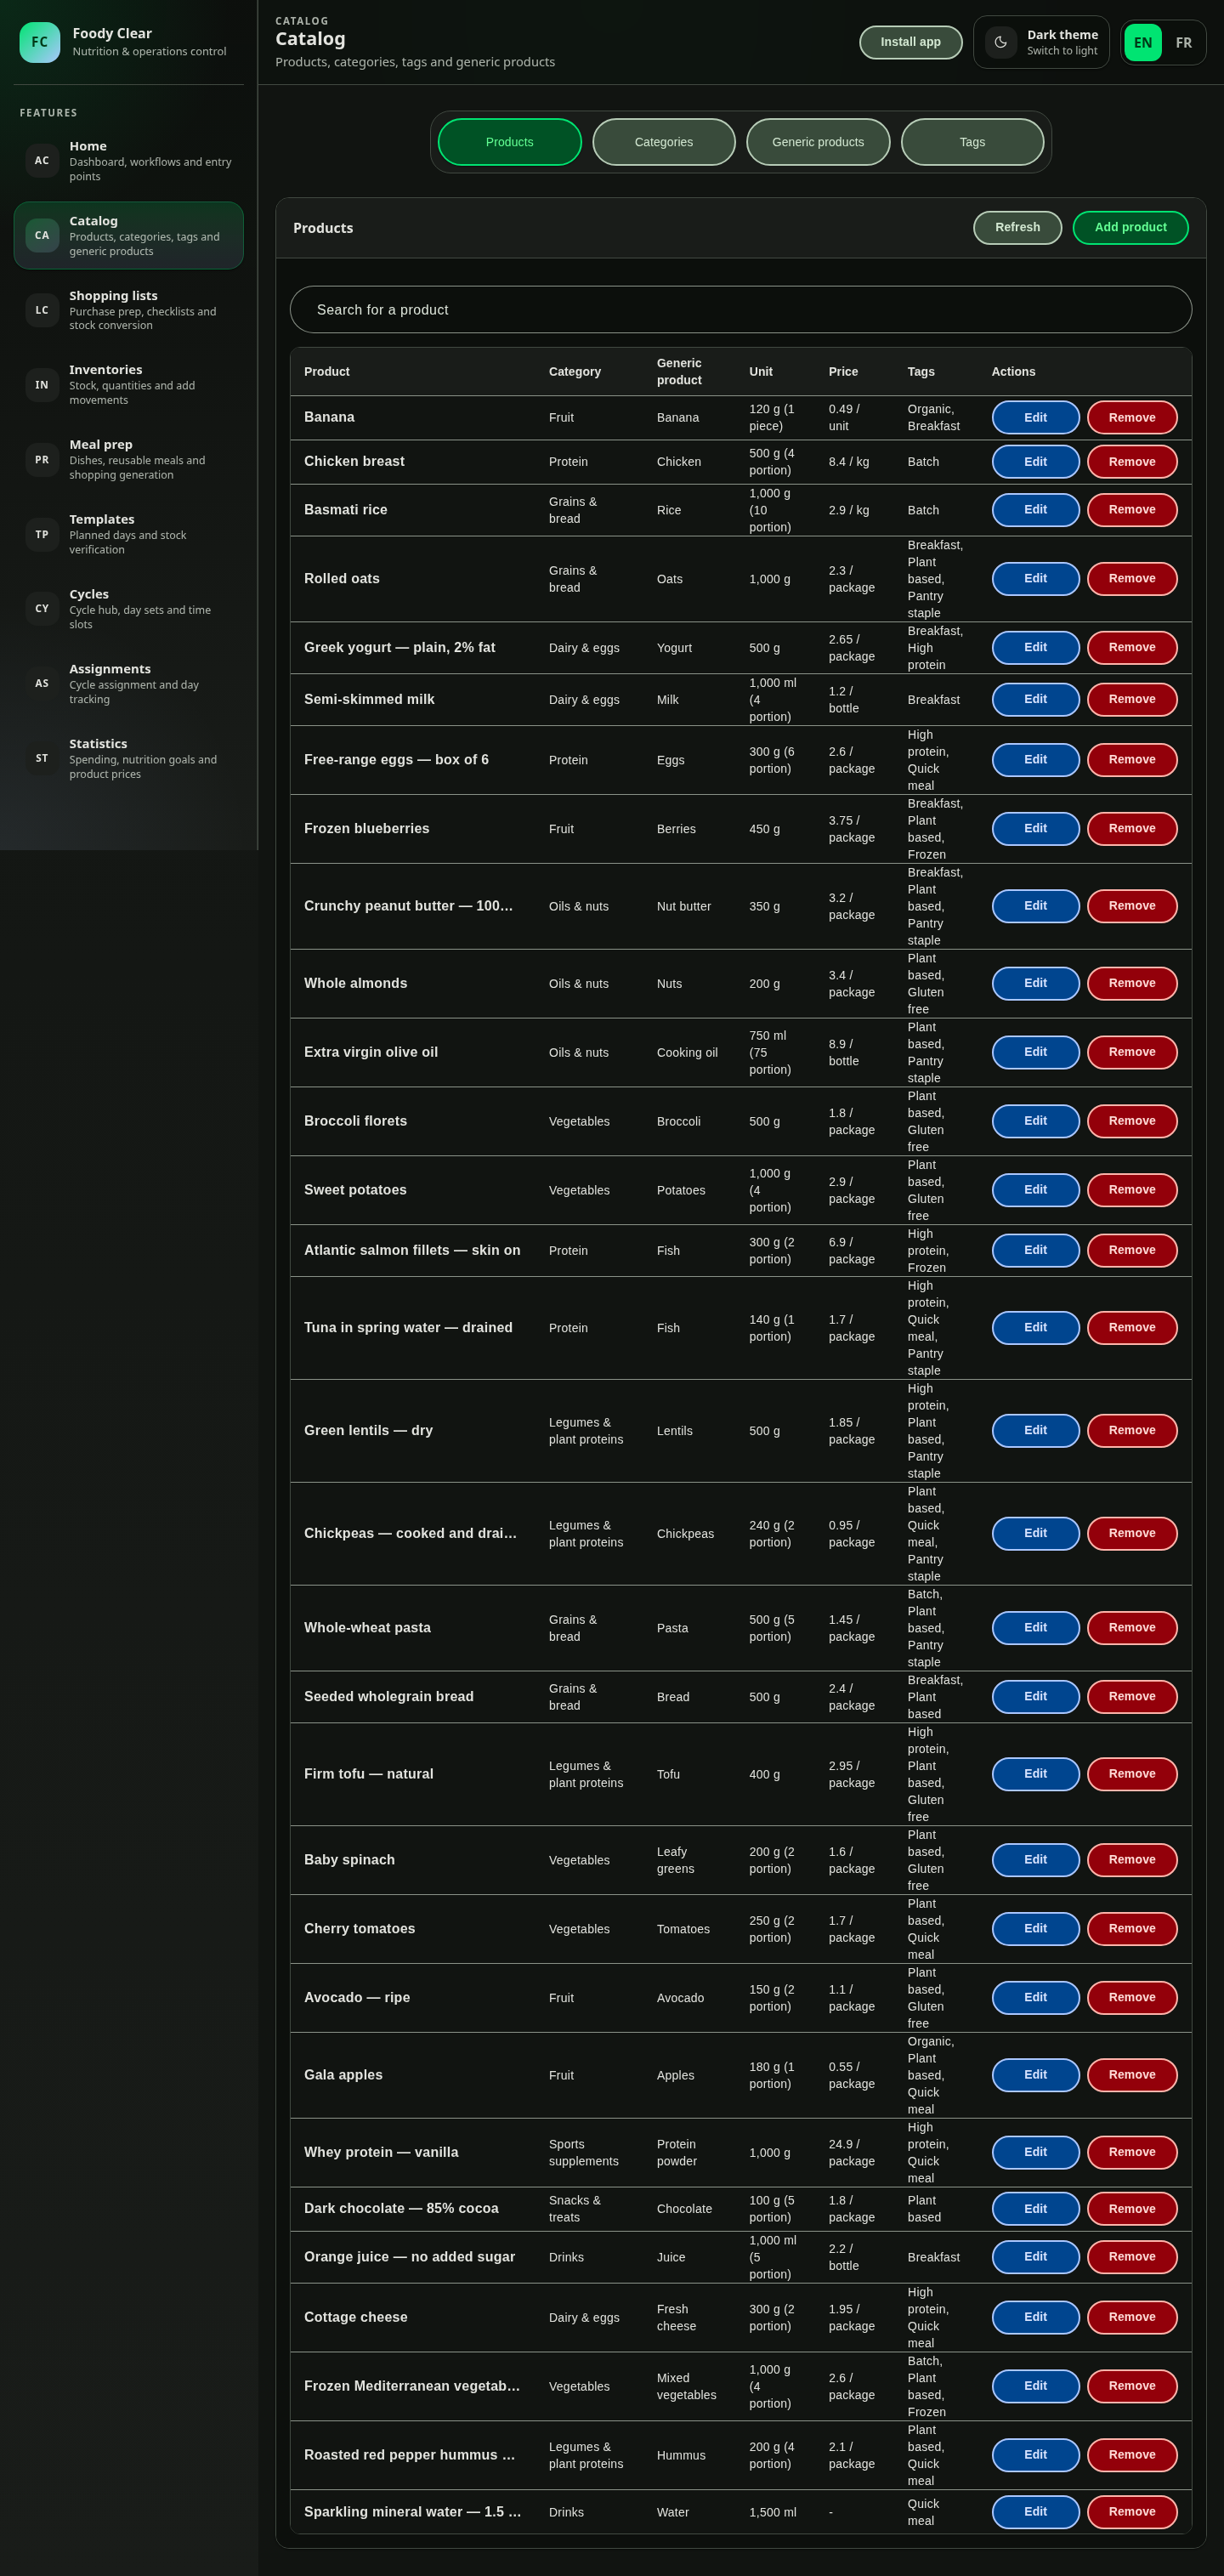 FC
Foody Clear
Nutrition & operations control
FEATURES
AC
Home
Dashboard, workflows and entry
points
CA
Catalog
Products, categories, tags and
generic products
LC
Shopping lists
Purchase prep, checklists and
stock conversion
IN
Inventories
Stock, quantities and add
movements
PR
Meal prep
Dishes, reusable meals and
shopping generation
TP
Templates
Planned days and stock
verification
CY
Cycles
Cycle hub, day sets and time
slots
AS
Assignments
Cycle assignment and day
tracking
ST
Statistics
Spending, nutrition goals and
product prices
CATALOG
Catalog
Products, categories, tags and generic products
Install app
Dark theme
Switch to light
EN FR
Products Categories Generic products Tags
Products
Refresh Add product
Search for a product
Product Category Generic product Unit Price Tags Actions
Banana Fruit Banana 120 g (1 piece) 0.49 / unit Organic, Breakfast Edit Remove
Chicken breast Protein Chicken 500 g (4 portion) 8.4 / kg Batch Edit Remove
Basmati rice Grains & bread Rice 1,000 g (10 portion) 2.9 / kg Batch Edit Remove
Rolled oats Grains & bread Oats 1,000 g 2.3 / package Breakfast, Plant based, Pantry staple Edit Remove
Greek yogurt — plain, 2% fat Dairy & eggs Yogurt 500 g 2.65 / package Breakfast, High protein Edit Remove
Semi-skimmed milk Dairy & eggs Milk 1,000 ml (4 portion) 1.2 / bottle Breakfast Edit Remove
Free-range eggs — box of 6 Protein Eggs 300 g (6 portion) 2.6 / package High protein, Quick meal Edit Remove
Frozen blueberries Fruit Berries 450 g 3.75 / package Breakfast, Plant based, Frozen Edit Remove
Crunchy peanut butter — 100… Oils & nuts Nut butter 350 g 3.2 / package Breakfast, Plant based, Pantry staple Edit Remove
Whole almonds Oils & nuts Nuts 200 g 3.4 / package Plant based, Gluten free Edit Remove
Extra virgin olive oil Oils & nuts Cooking oil 750 ml (75 portion) 8.9 / bottle Plant based, Pantry staple Edit Remove
Broccoli florets Vegetables Broccoli 500 g 1.8 / package Plant based, Gluten free Edit Remove
Sweet potatoes Vegetables Potatoes 1,000 g (4 portion) 2.9 / package Plant based, Gluten free Edit Remove
Atlantic salmon fillets — skin on Protein Fish 300 g (2 portion) 6.9 / package High protein, Frozen Edit Remove
Tuna in spring water — drained Protein Fish 140 g (1 portion) 1.7 / package High protein, Quick meal, Pantry staple Edit Remove
Green lentils — dry Legumes & plant proteins Lentils 500 g 1.85 / package High protein, Plant based, Pantry staple Edit Remove
Chickpeas — cooked and drai… Legumes & plant proteins Chickpeas 240 g (2 portion) 0.95 / package Plant based, Quick meal, Pantry staple Edit Remove
Whole-wheat pasta Grains & bread Pasta 500 g (5 portion) 1.45 / package Batch, Plant based, Pantry staple Edit Remove
Seeded wholegrain bread Grains & bread Bread 500 g 2.4 / package Breakfast, Plant based Edit Remove
Firm tofu — natural Legumes & plant proteins Tofu 400 g 2.95 / package High protein, Plant based, Gluten free Edit Remove
Baby spinach Vegetables Leafy greens 200 g (2 portion) 1.6 / package Plant based, Gluten free Edit Remove
Cherry tomatoes Vegetables Tomatoes 250 g (2 portion) 1.7 / package Plant based, Quick meal Edit Remove
Avocado — ripe Fruit Avocado 150 g (2 portion) 1.1 / package Plant based, Gluten free Edit Remove
Gala apples Fruit Apples 180 g (1 portion) 0.55 / package Organic, Plant based, Quick meal Edit Remove
Whey protein — vanilla Sports supplements Protein powder 1,000 g 24.9 / package High protein, Quick meal Edit Remove
Dark chocolate — 85% cocoa Snacks & treats Chocolate 100 g (5 portion) 1.8 / package Plant based Edit Remove
Orange juice — no added sugar Drinks Juice 1,000 ml (5 portion) 2.2 / bottle Breakfast Edit Remove
Cottage cheese Dairy & eggs Fresh cheese 300 g (2 portion) 1.95 / package High protein, Quick meal Edit Remove
Frozen Mediterranean vegetab… Vegetables Mixed vegetables 1,000 g (4 portion) 2.6 / package Batch, Plant based, Frozen Edit Remove
Roasted red pepper hummus … Legumes & plant proteins Hummus 200 g (4 portion) 2.1 / package Plant based, Quick meal Edit Remove
Sparkling mineral water — 1.5 … Drinks Water 1,500 ml - Quick meal Edit Remove